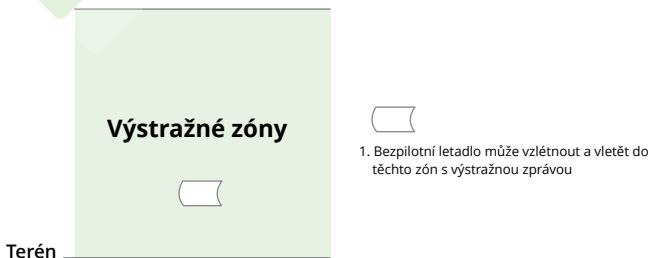 Výstražné zóny
1. Bezpilotní letadlo může vzlétnout a vletět do
těchto zón s výstražnou zprávou
Terén